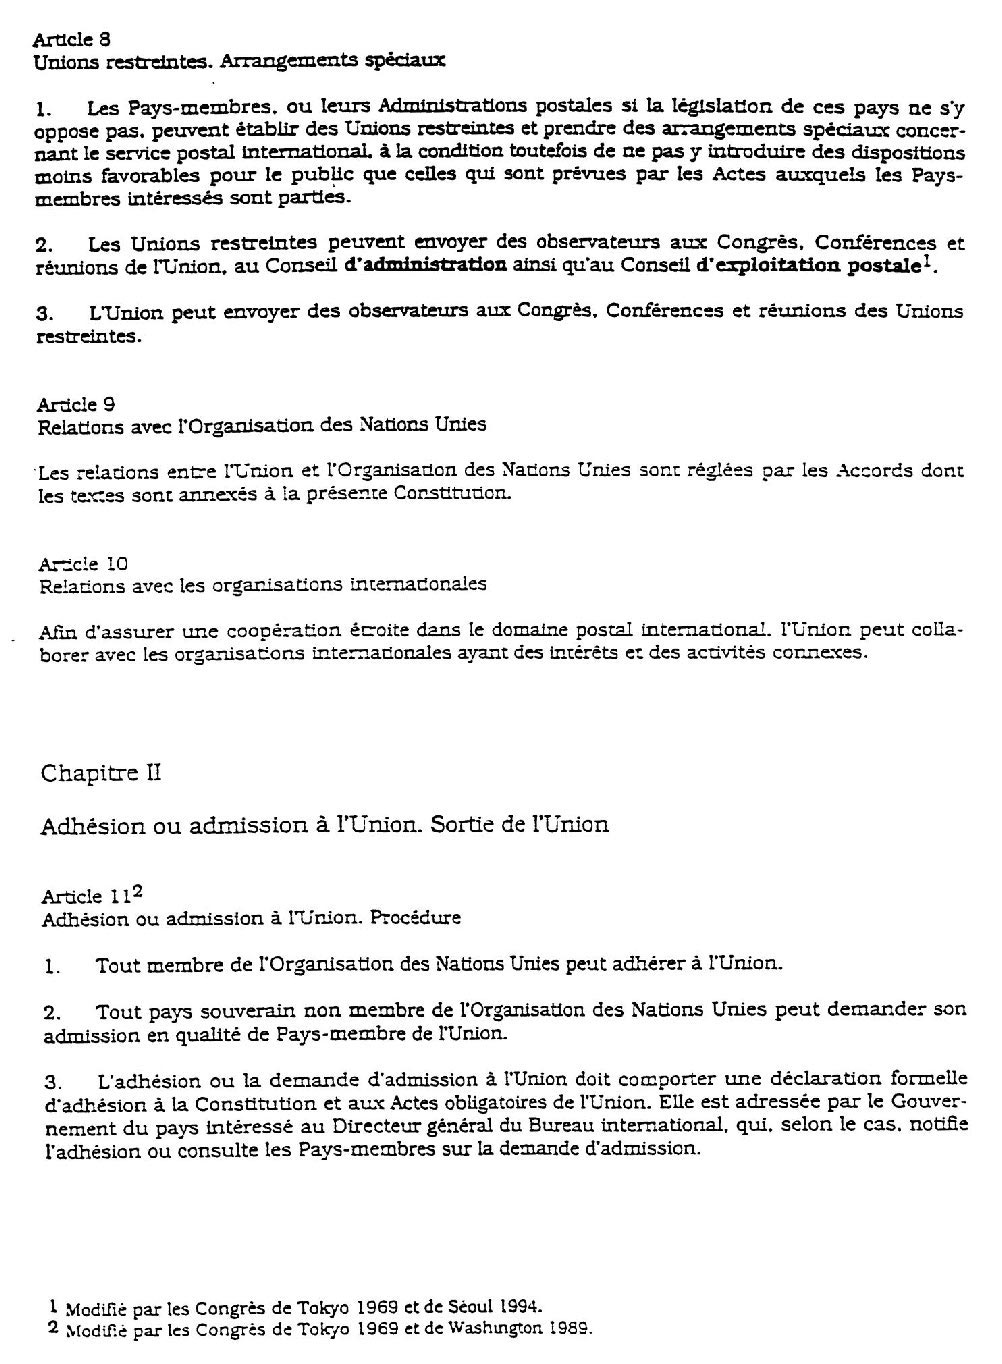 Article 8
Unions restreintes. Arrangements spéciaux
1. Les Pays-membres, ou leurs Administrations postales si la législation de ces pays ne s'y
oppose pas, peuvent établir des Unions restreintes et prendre des arrangements spéciaux concer-
nant le service postal international, à la condition toutefois de ne pas y introduire des dispositions
moins favorables pour le public que celles qui sont prévues par les Actes auxquels les Pays-
membres intéressés sont parties.
2. Les Unions restreintes peuvent envoyer des observateurs aux Congrès, Conférences et
réunions de l'Union, au Conseil d'administration ainsi qu'au Conseil d'exploitation postale¹.
3. L'Union peut envoyer des observateurs aux Congrès, Conférences et réunions des Unions
restreintes.
Article 9
Relations avec l'Organisation des Nations Unies
Les relations entre l'Union et l'Organisation des Nations Unies sont réglées par les Accords dont
les textes sont annexés à la présente Constitution.
Article 10
Relations avec les organisations internationales
Afin d'assurer une coopération étroite dans le domaine postal international, l'Union peut colla-
borer avec les organisations internationales ayant des intérêts et des activités connexes.
Chapitre II
Adhésion ou admission à l'Union. Sortie de l'Union
Article 11²
Adhésion ou admission à l'Union. Procédure
1. Tout membre de l'Organisation des Nations Unies peut adhérer à l'Union.
2. Tout pays souverain non membre de l'Organisation des Nations Unies peut demander son
admission en qualité de Pays-membre de l'Union.
3. L'adhésion ou la demande d'admission à l'Union doit comporter une déclaration formelle
d'adhésion à la Constitution et aux Actes obligatoires de l'Union. Elle est adressée par le Gouver-
nement du pays intéressé au Directeur général du Bureau international, qui, selon le cas, notifie
l'adhésion ou consulte les Pays-membres sur la demande d'admission.
1 Modifié par les Congrès de Tokyo 1969 et de Séoul 1994.
2 Modifié par les Congrès de Tokyo 1969 et de Washington 1989.